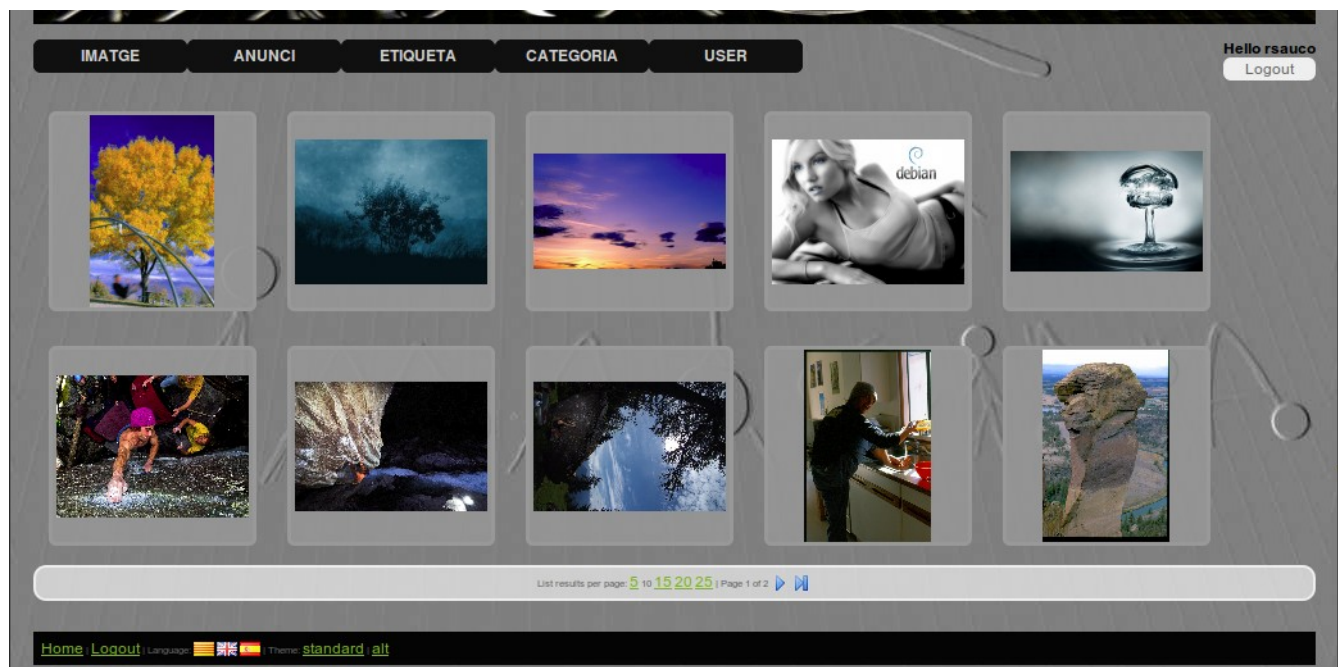 IMATGE ANUNCI ETIQUETA CATEGORIA USER
Hello rsauco
Logout
debian
List results per page: 5 10 15 20 25 | Page 1 of 2
Home | Logout | Language: | Theme: standard | alt